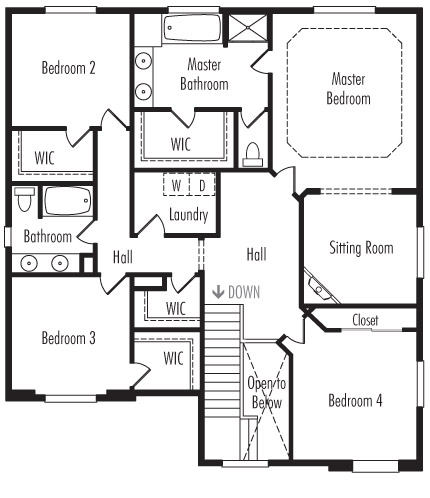 Bedroom 2
Master
Bathroom
Master
Bedroom
WIC
WIC
W
D
Laundry
Bathroom
Hall
Hall
Sitting Room
DOWN
WIC
Closet
Bedroom 3
WIC
Open to
Below
Bedroom 4